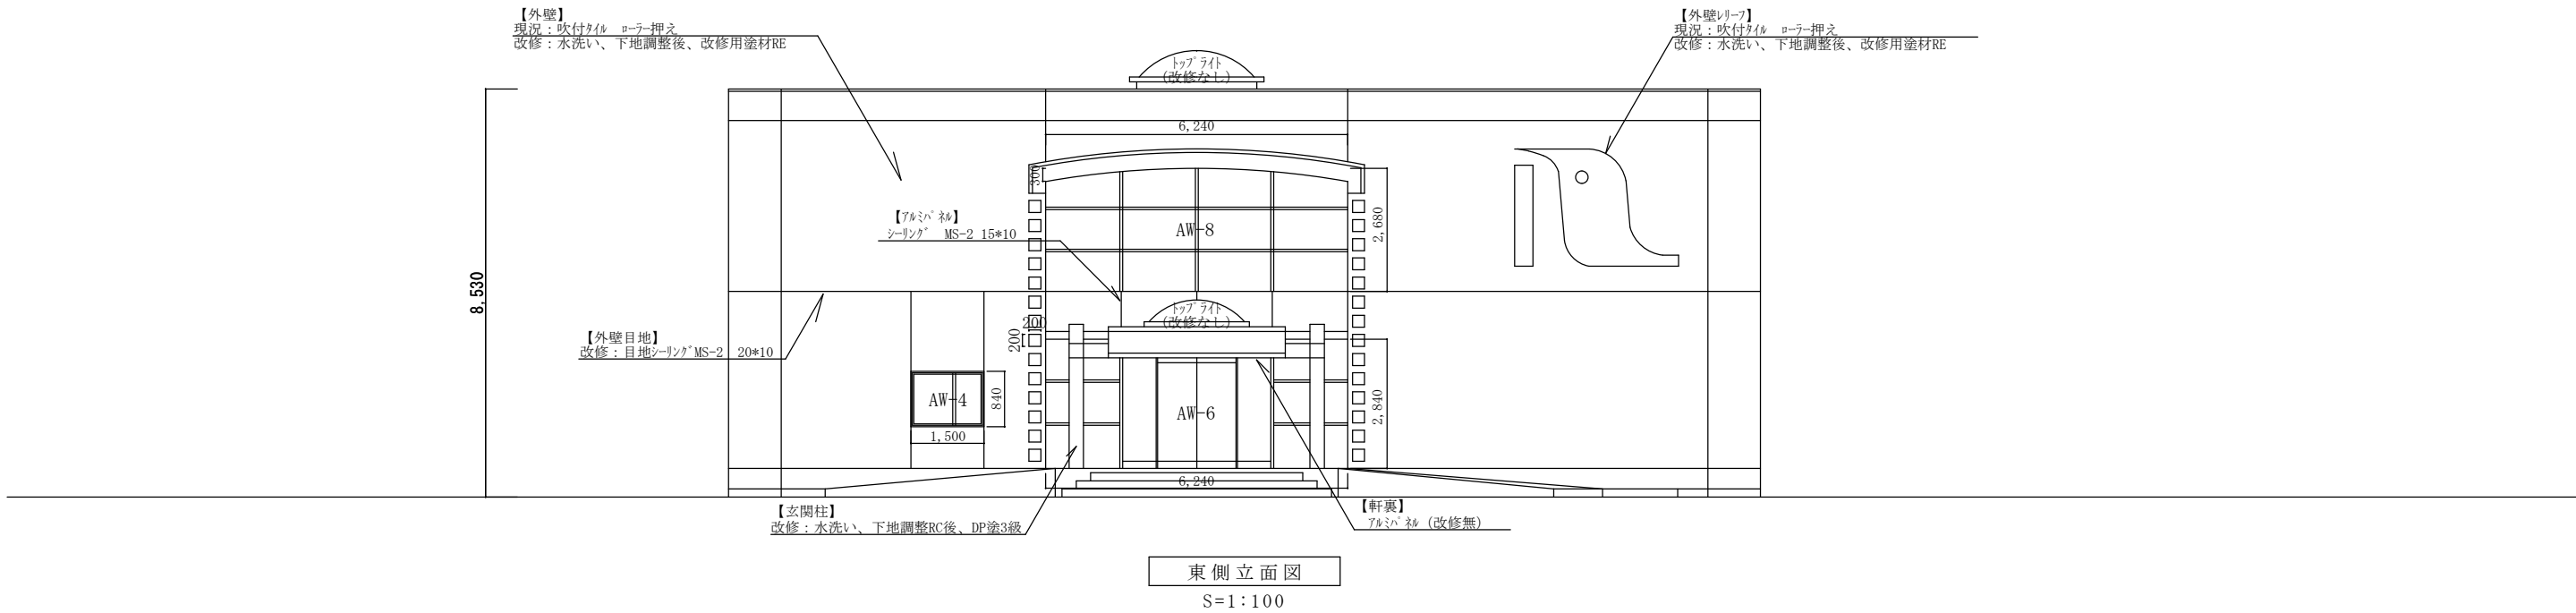 【外壁】
現況：吹付ﾀｲﾙ　ﾛｰﾗｰ押え
改修：水洗い、下地調整後、改修用塗材RE
【外壁ﾚﾘｰﾌ】
現況：吹付ﾀｲﾙ　ﾛｰﾗｰ押え
改修：水洗い、下地調整後、改修用塗材RE
ﾄｯﾌﾟﾗｲﾄ
(改修なし)
6,240
300
【ｱﾙﾐﾊﾟﾈﾙ】
ｼｰﾘﾝｸﾞ　MS-2 15*10
AW-8
2,680
8,530
ﾄｯﾌﾟﾗｲﾄ
(改修なし)
200
200
【外壁目地】
改修：目地ｼｰﾘﾝｸﾞMS-2　20*10
AW-4
840
1,500
AW-6
2,840
6,240
【玄関柱】
改修：水洗い、下地調整RC後、DP塗3級
【軒裏】
ｱﾙﾐﾊﾟﾈﾙ (改修無)
東側立面図
S=1:100